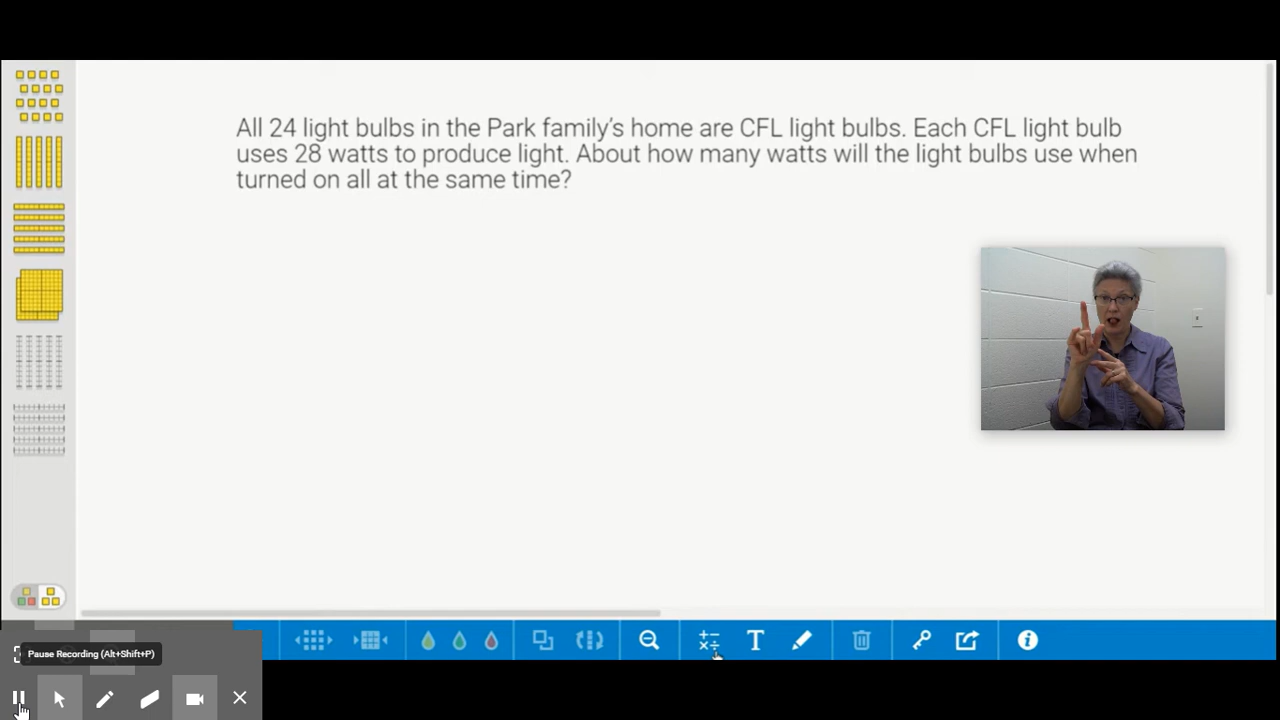 All 24 light bulbs in the Park family's home are CFL light bulbs. Each CFL light bulb
uses 28 watts to produce light. About how many watts will the light bulbs use when
turned on all at the same time?
Pause Recording (Alt+Shift+P)